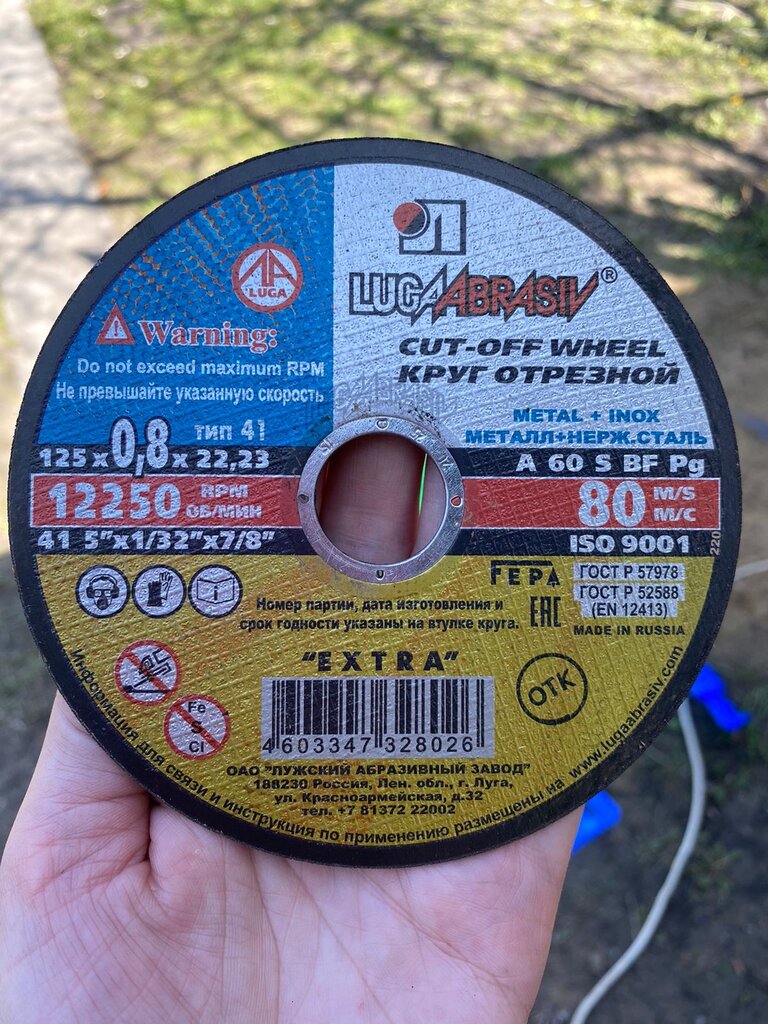 LUGA
Warning:
Do not exceed maximum RPM
Не превышайте указанную скорость
LUGAABRASIV®
CUT-OFF WHEEL
КРУГ ОТРЕЗНОЙ
METAL + INOX
МЕТАЛЛ+НЕРЖ.СТАЛЬ
тип 41
125 x 0,8 x 22,23
A 60 S BF Pg
12250 RPM
ОБ/МИН
80 M/S
М/С
41 5"x1/32"x7/8"
ISO 9001
220
FEPA
EAC
ГОСТ Р 57978
ГОСТ Р 52588
(EN 12413)
MADE IN RUSSIA
Номер партии, дата изготовления и
срок годности указаны на втулке круга.
"EXTRA"
ОТК
Fe
S
Cl
4 603347 328026
ОАО "ЛУЖСКИЙ АБРАЗИВНЫЙ ЗАВОД"
188230 Россия, Лен. обл., г. Луга,
ул. Красноармейская, д.32
тел. +7 81372 22002
Информация для связи и инструкция по применению размещены на www.lugaabrasiv.com